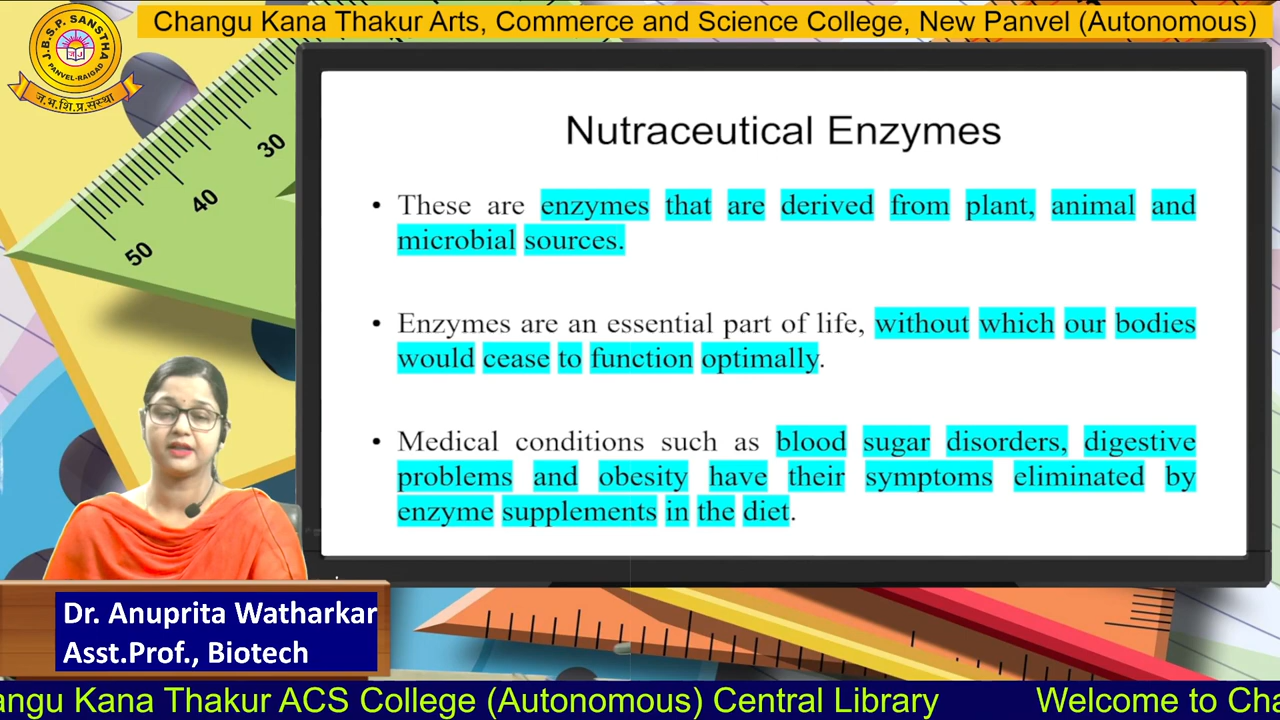 Changu Kana Thakur Arts, Commerce and Science College, New Panvel (Autonomous)
J.B.S.P. SANSTHA
PANVEL-RAIGAD
ज.भ.शि.प्र.संस्था
30
40
50
Nutraceutical Enzymes
• These are enzymes that are derived from plant, animal and
microbial sources.
• Enzymes are an essential part of life, without which our bodies
would cease to function optimally.
• Medical conditions such as blood sugar disorders, digestive
problems and obesity have their symptoms eliminated by
enzyme supplements in the diet.
Dr. Anuprita Watharkar
Asst.Prof., Biotech
angu Kana Thakur ACS College (Autonomous) Central Library Welcome to Cha